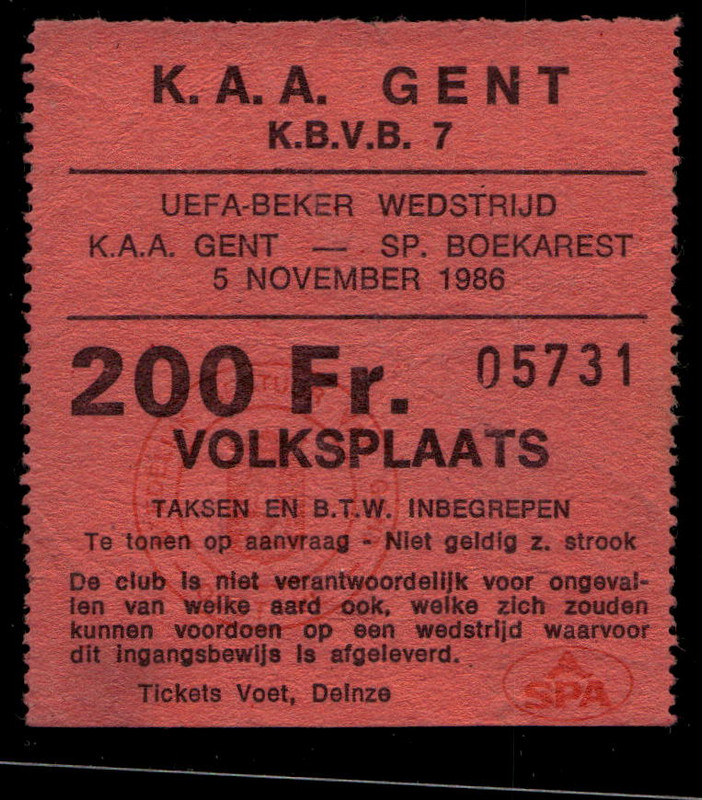 K.A.A. GENT
K.B.V.B. 7
UEFA-BEKER WEDSTRIJD
K.A.A. GENT — SP. BOEKAREST
5 NOVEMBER 1986
200 Fr. 05731
VOLKSPLAATS
TAKSEN EN B.T.W. INBEGREPEN
Te tonen op aanvraag - Niet geldig z. strook
De club is niet verantwoordelijk voor ongeval-
len van welke aard ook, welke zich zouden
kunnen voordoen op een wedstrijd waarvoor
dit ingangsbewijs is afgeleverd.
Tickets Voet, Deinze
SPA